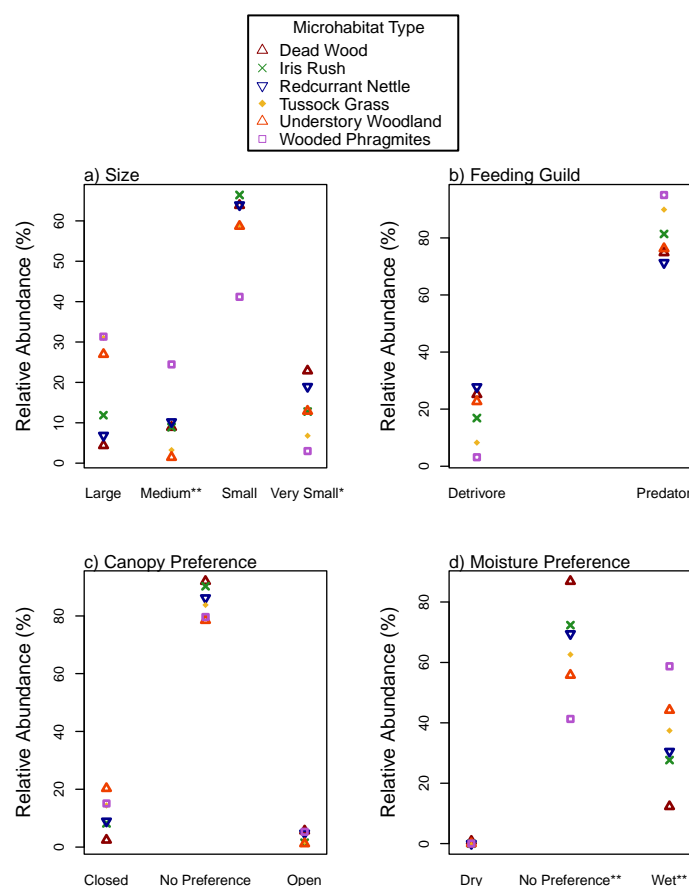 Microhabitat Type
Dead Wood
Iris Rush
Redcurrant Nettle
Tussock Grass
Understory Woodland
Wooded Phragmites
a) Size
Relative Abundance (%)
60
50
40
30
20
10
0
Large Medium** Small Very Small*
b) Feeding Guild
Relative Abundance (%)
80
60
40
20
0
Detrivore Predator
c) Canopy Preference
Relative Abundance (%)
80
60
40
20
0
Closed No Preference Open
d) Moisture Preference
Relative Abundance (%)
80
60
40
20
0
Dry No Preference** Wet**